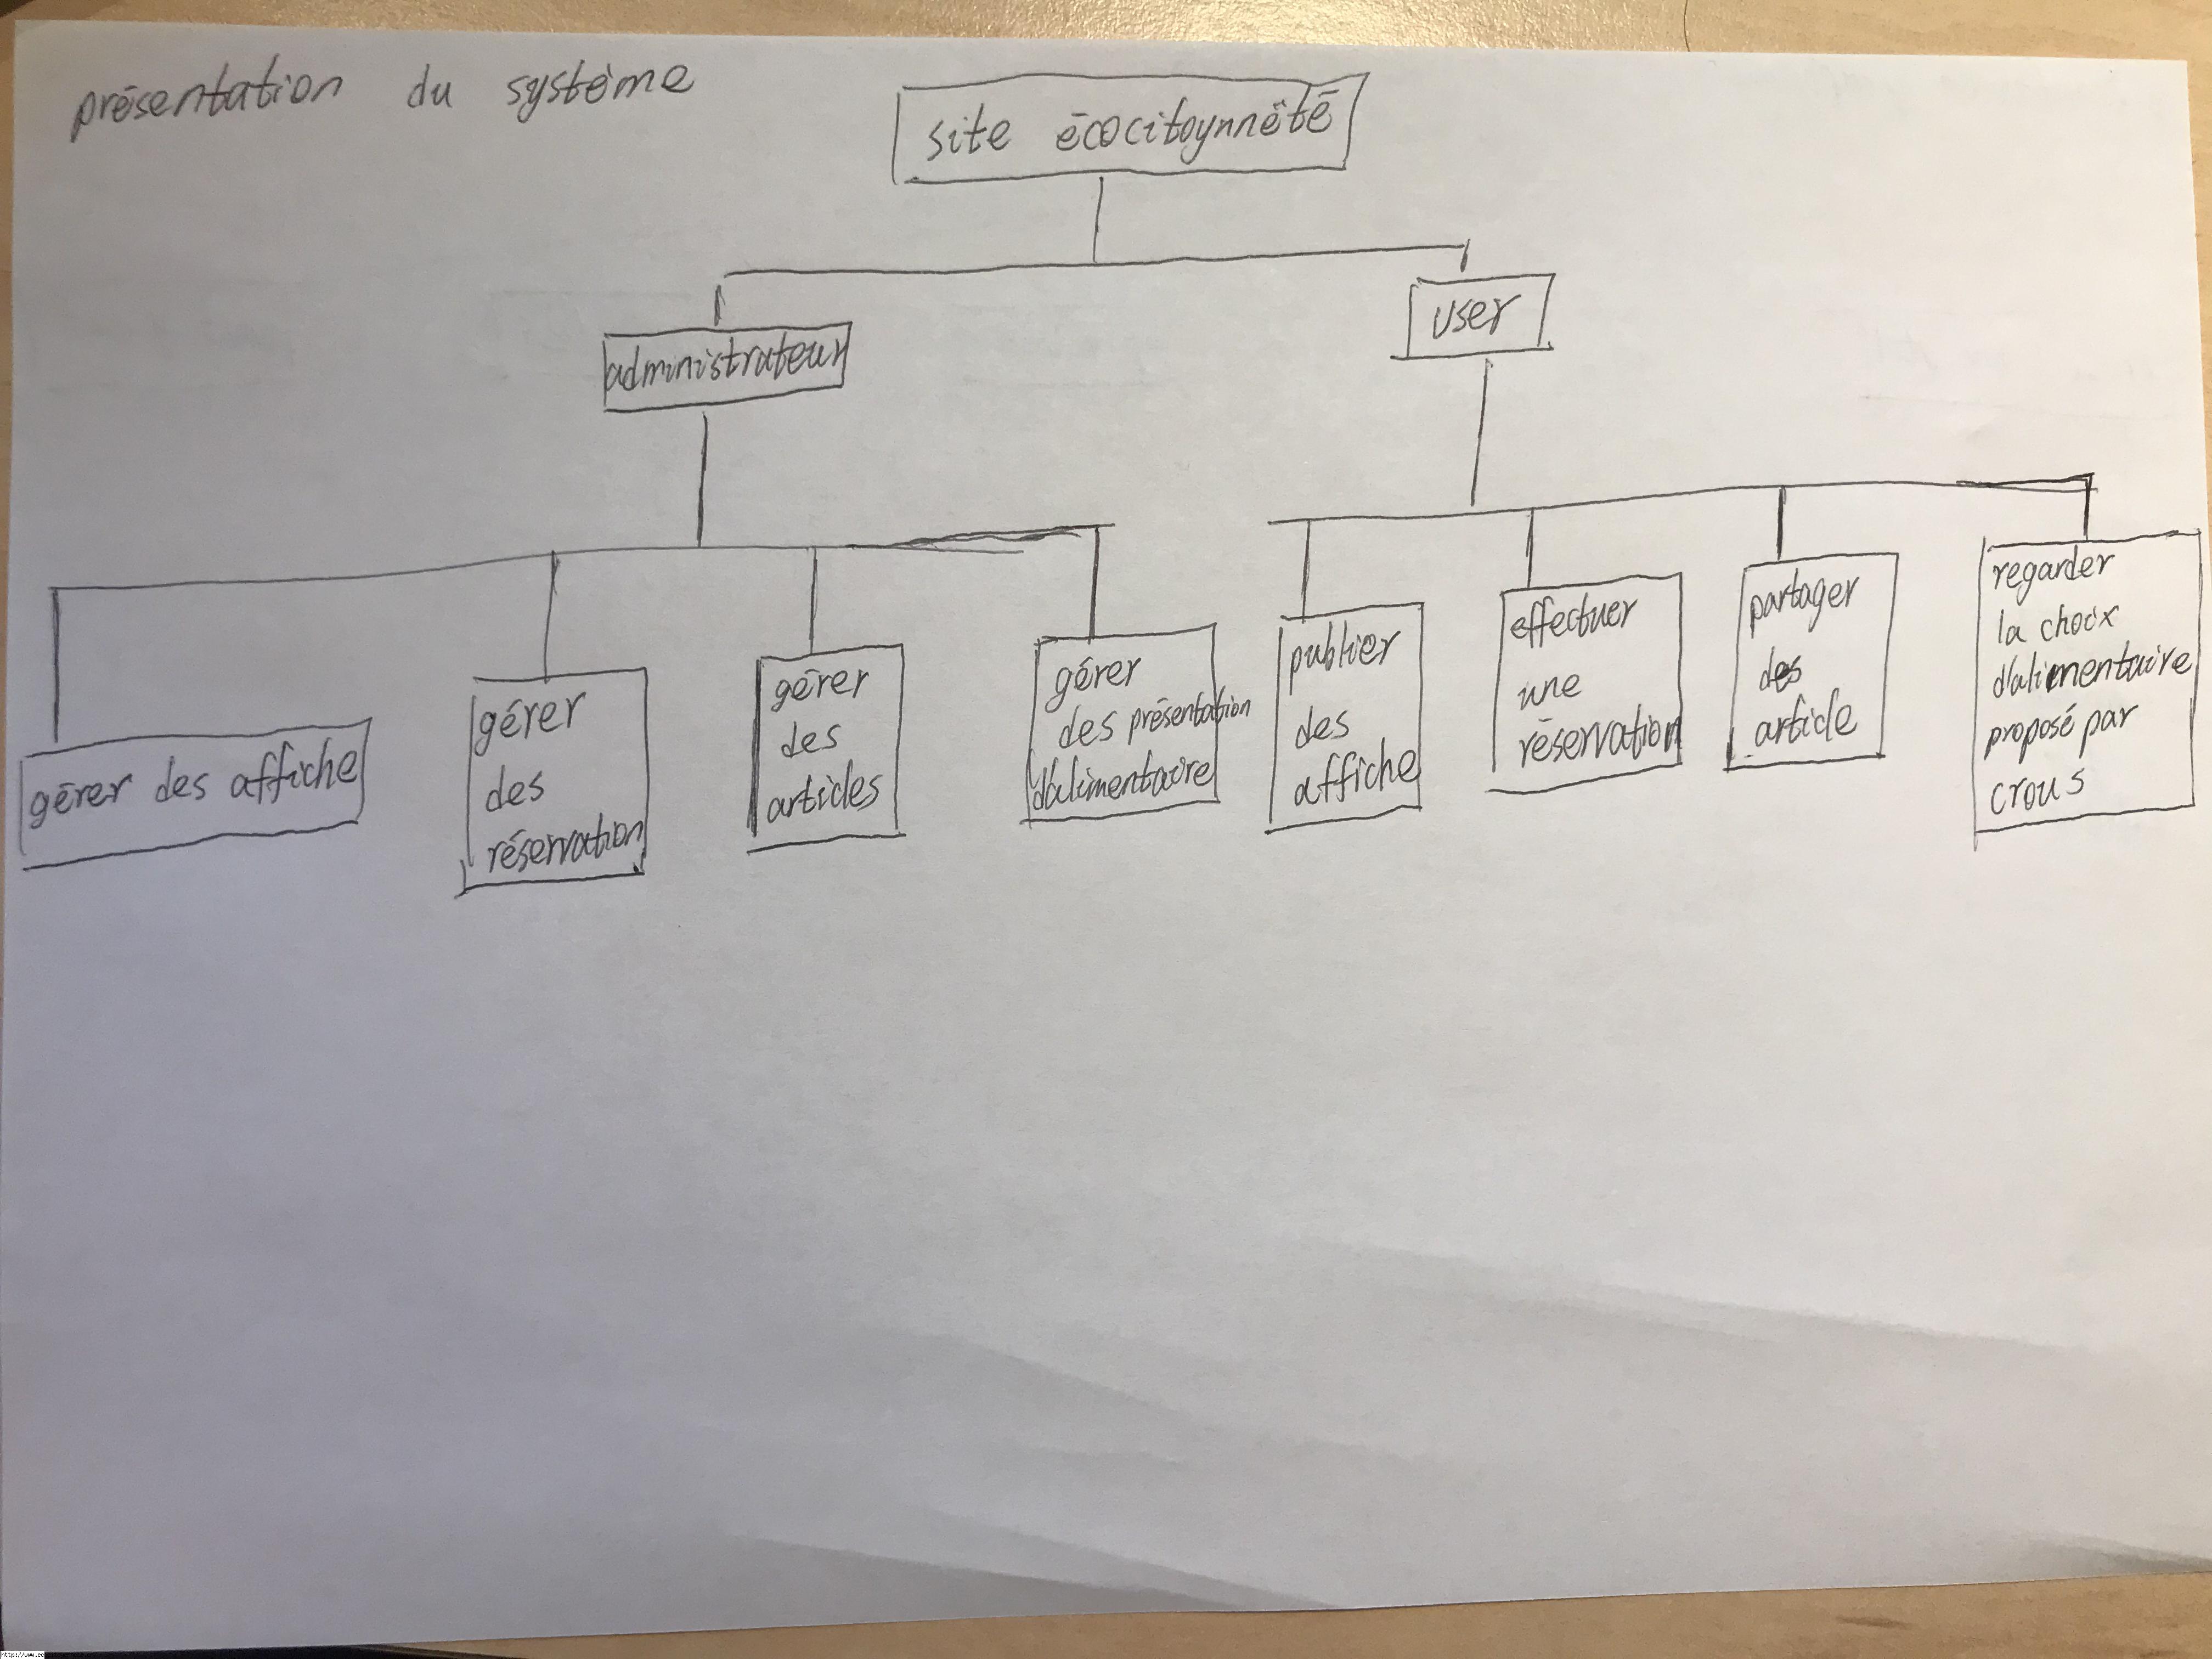 présentation du système
site écocitoynnêté
administrateur
user
gérer des affiche
gérer
des
réservation
gérer
des
articles
gérer
des présentation
d'alimentaire
publier
des
affiche
effectuer
une
réservation
partager
des
article
regarder
la choix
d'alimentaire
proposé par
crous
http://www.ec